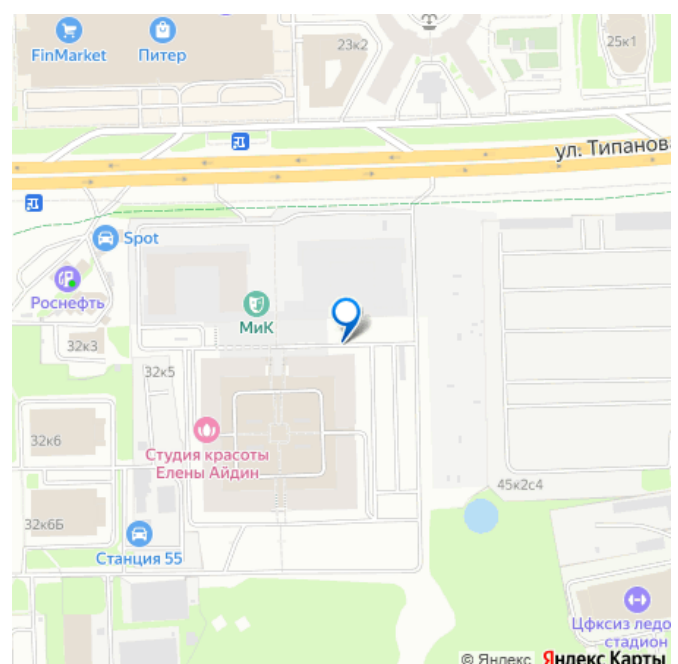 FinMarket
Питер
23к2
25к1
ул. Типанова
Spot
Роснефть
МиК
32к3
32к5
32к6
Студия красоты
Елены Айдин
45к2с4
32к6Б
Станция 55
Цфксиз ледо
стадион
© Яндекс Яндекс Карты